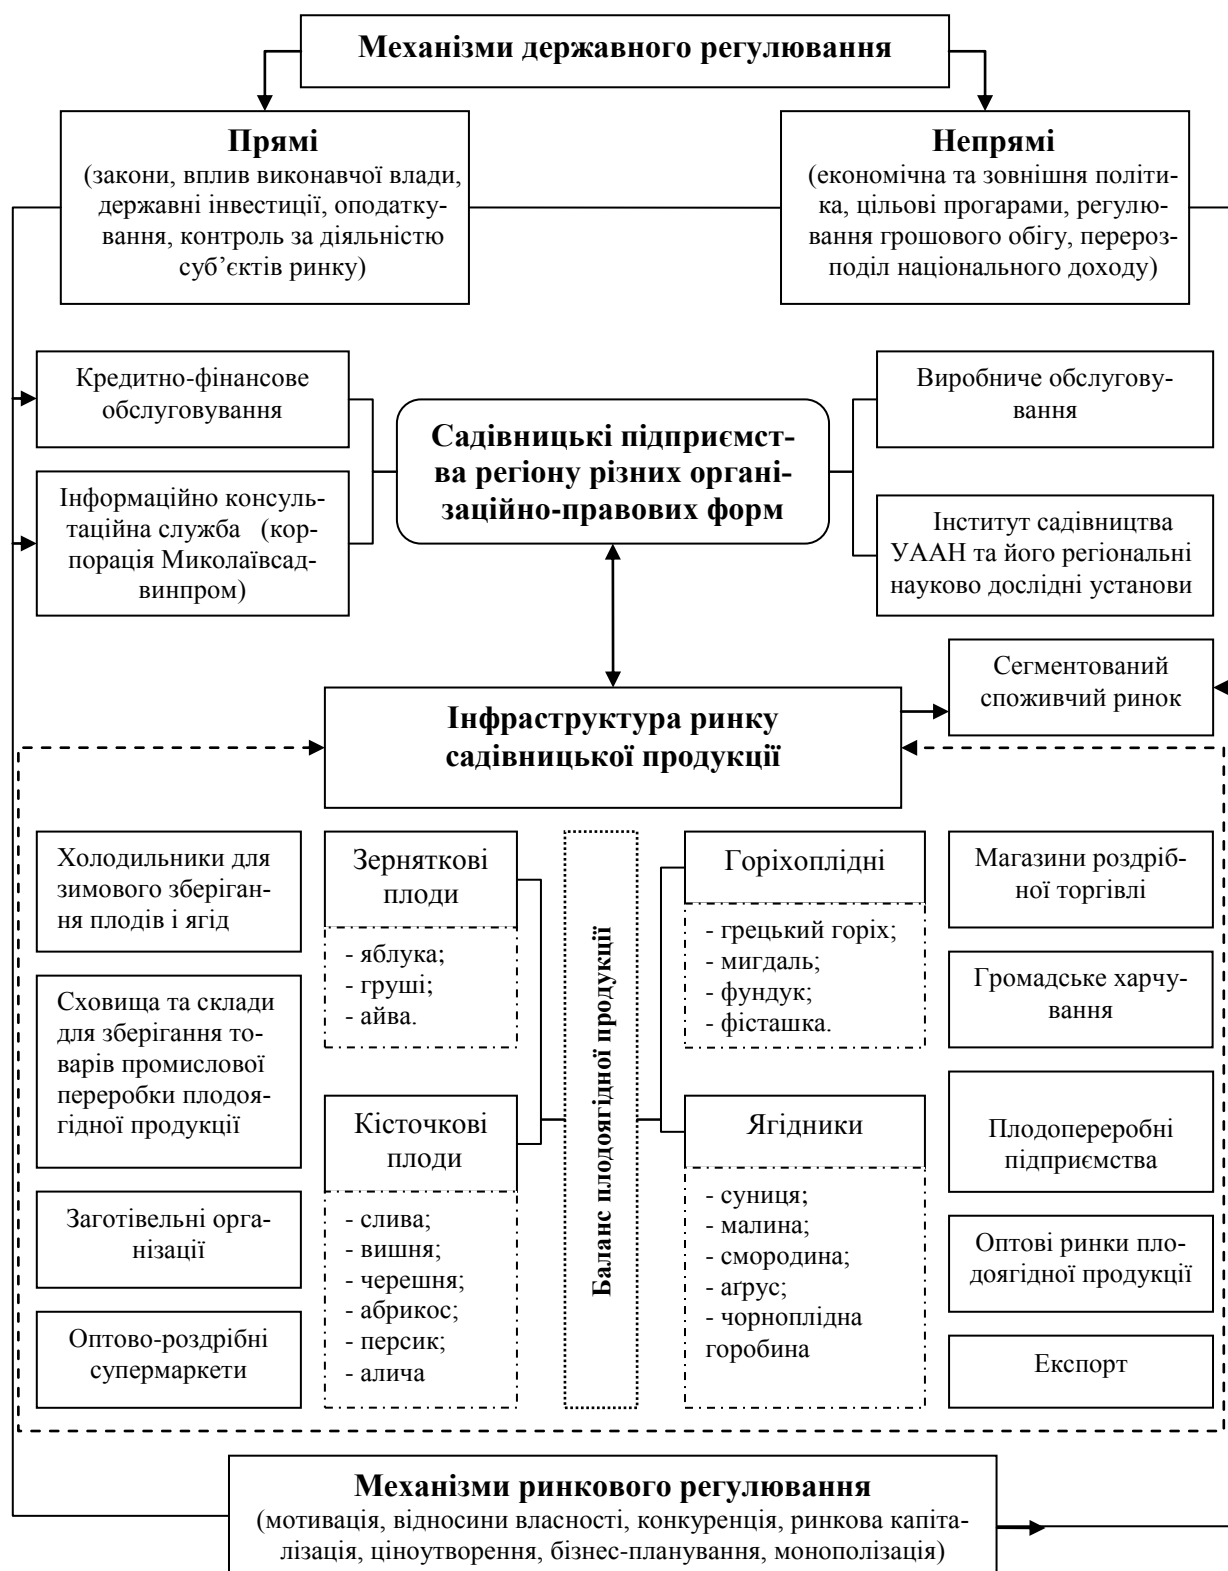 Механізми державного регулювання
Прямі
(закони, вплив виконавчої влади,
державні інвестиції, оподатку-
вання, контроль за діяльністю
суб’єктів ринку)
Непрямі
(економічна та зовнішня політи-
ка, цільові прогарами, регулю-
вання грошового обігу, перероз-
поділ національного доходу)
Кредитно-фінансове
обслуговування
Інформаційно консуль-
таційна служба (кор-
порація Миколаївсад-
винпром)
Садівницькі підприємст-
ва регіону різних органі-
заційно-правових форм
Виробниче обслугову-
вання
Інститут садівництва
УААН та його регіональні
науково дослідні установи
Сегментований
споживчий ринок
Інфраструктура ринку
садівницької продукції
Холодильники для
зимового зберіган-
ня плодів і ягід
Сховища та склади
для зберігання то-
варів промислової
переробки плодоя-
гідної продукції
Заготівельні орга-
нізації
Оптово-роздрібні
супермаркети
Зерняткові
плоди
- яблука;
- груші;
- айва.
Кісточкові
плоди
- слива;
- вишня;
- черешня;
- абрикос;
- персик;
- алича
Баланс плодоягідної продукції
Горіхоплідні
- грецький горіх;
- мигдаль;
- фундук;
- фісташка.
Ягідники
- суниця;
- малина;
- смородина;
- аґрус;
- чорноплідна
горобина
Магазини роздріб-
ної торгівлі
Громадське харчу-
вання
Плодопереробні
підприємства
Оптові ринки пло-
доягідної продукції
Експорт
Механізми ринкового регулювання
(мотивація, відносини власності, конкуренція, ринкова капіта-
лізація, ціноутворення, бізнес-планування, монополізація)